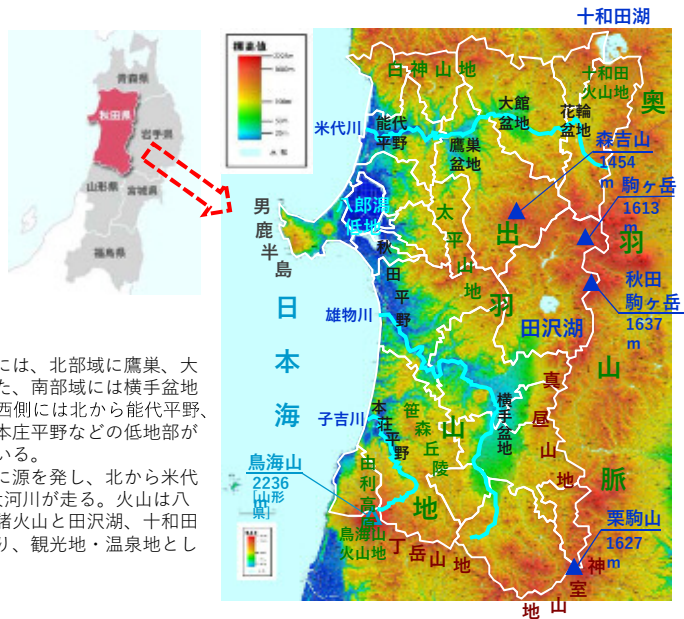 十和田湖
青森県
秋田県
岩手県
山形県
宮城県
福島県
標高値
水部
白神山地
十和田
火山地
奥羽山脈
米代川
能代
平野
鷹巣
盆地
大館
盆地
花輪
盆地
森吉山
1454
m
駒ヶ岳
1613
m
秋田
駒ヶ岳
1637
m
男鹿半島
八郎潟
低地
太平山地
出羽山地
秋田平野
日本海
雄物川
田沢湖
真昼山地
横手盆地
子吉川
本荘平野
笹森丘陵
鳥海山
2236
m
[山形県]
由利高原
鳥海山
火山地
丁岳山地
栗駒山
1627
m
神室山地
には、北部域に鷹巣、大
た、南部域には横手盆地
西側には北から能代平野、
本庄平野などの低地部が
いる。
に源を発し、北から米代
大河川が走る。火山は八
諸火山と田沢湖、十和田
り、観光地・温泉地とし